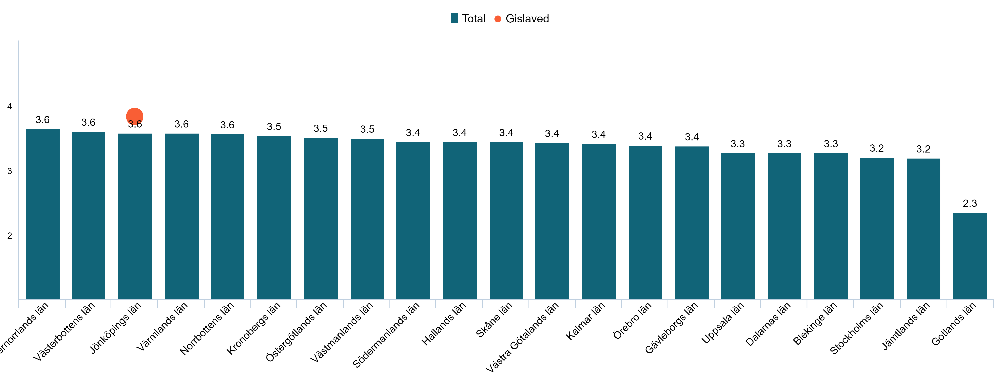 Total Gislaved
4
3
2
3.6 3.6 3.6 3.6 3.6 3.5 3.5 3.5 3.4 3.4 3.4 3.4 3.4 3.4 3.4 3.3 3.3 3.3 3.2 3.2 2.3
ernorrlands län
Västerbottens län
Jönköpings län
Värmlands län
Norrbottens län
Kronobergs län
Östergötlands län
Västmanlands län
Södermanlands län
Hallands län
Skåne län
Västra Götalands län
Kalmar län
Örebro län
Gävleborgs län
Uppsala län
Dalarnas län
Blekinge län
Stockholms län
Jämtlands län
Gotlands län